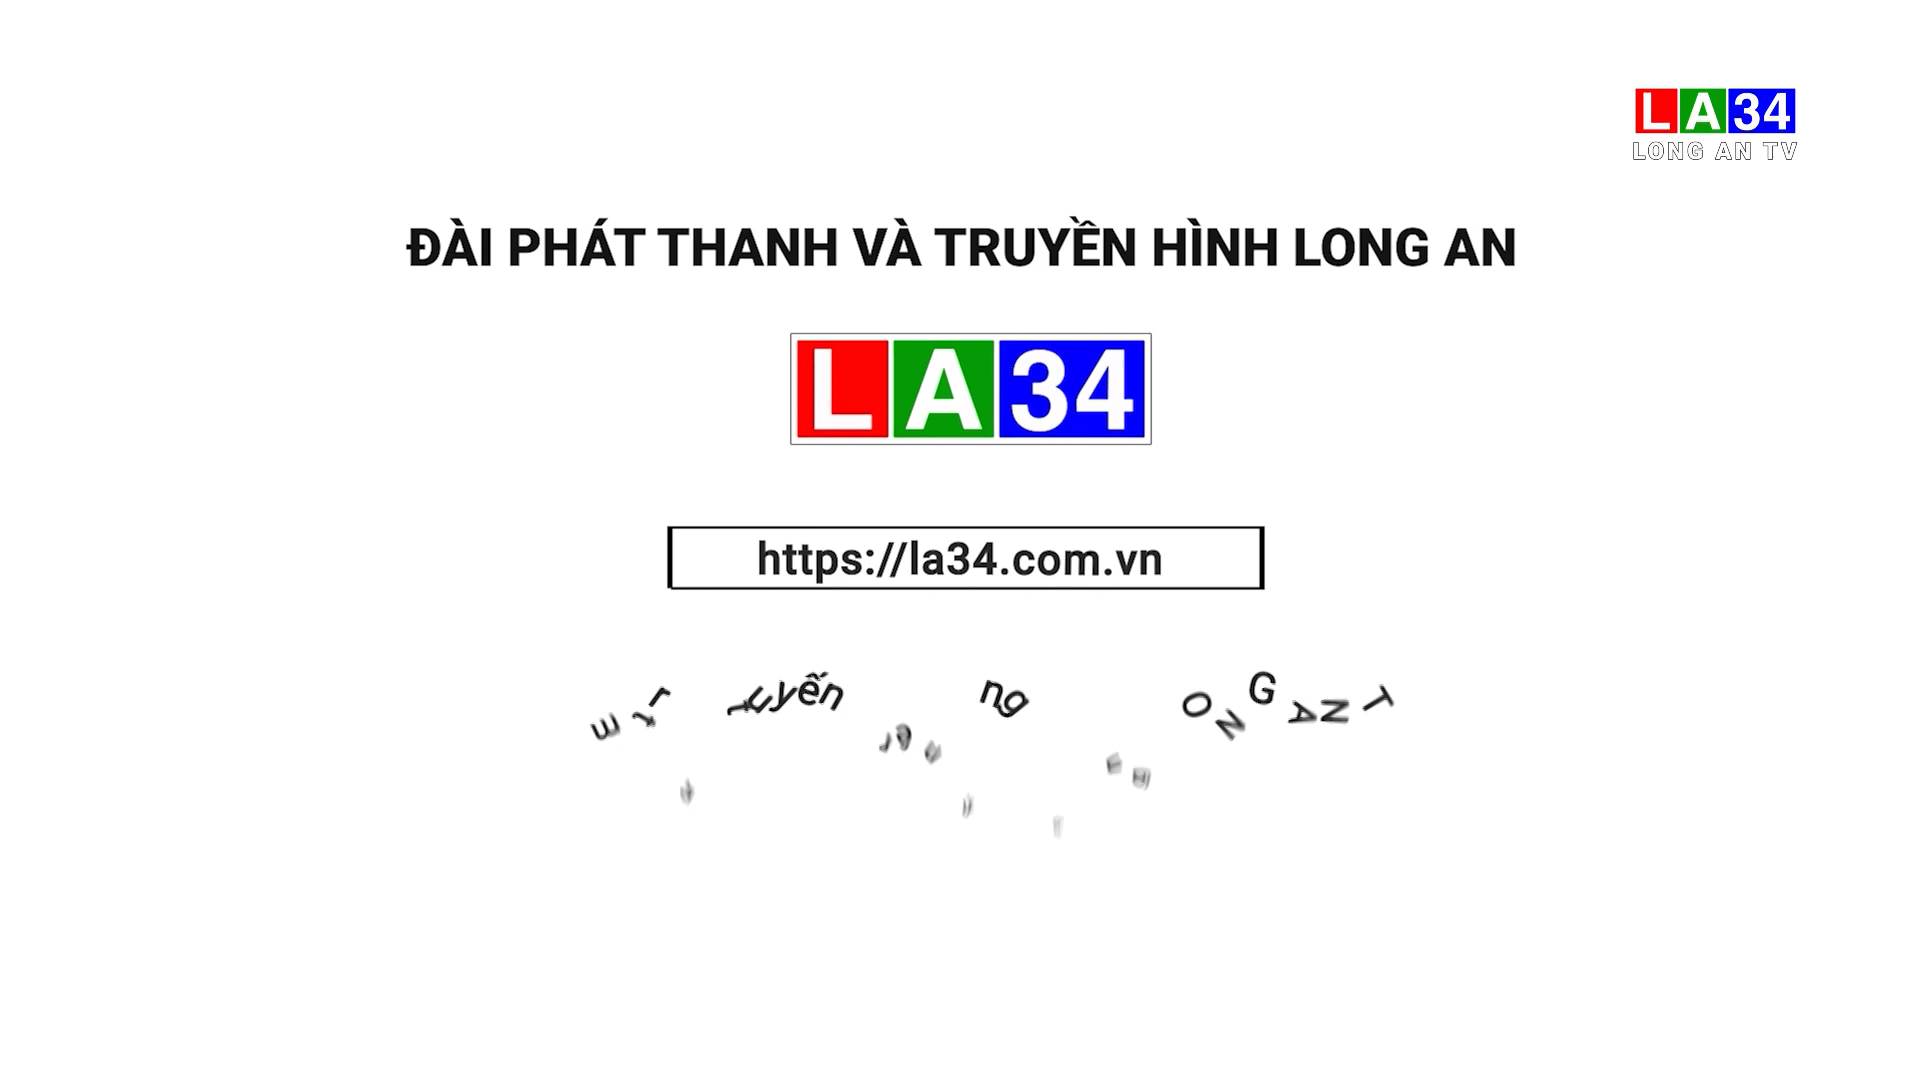 LA34
LONG AN TV
ĐÀI PHÁT THANH VÀ TRUYỀN HÌNH LONG AN
LA34
https://la34.com.vn